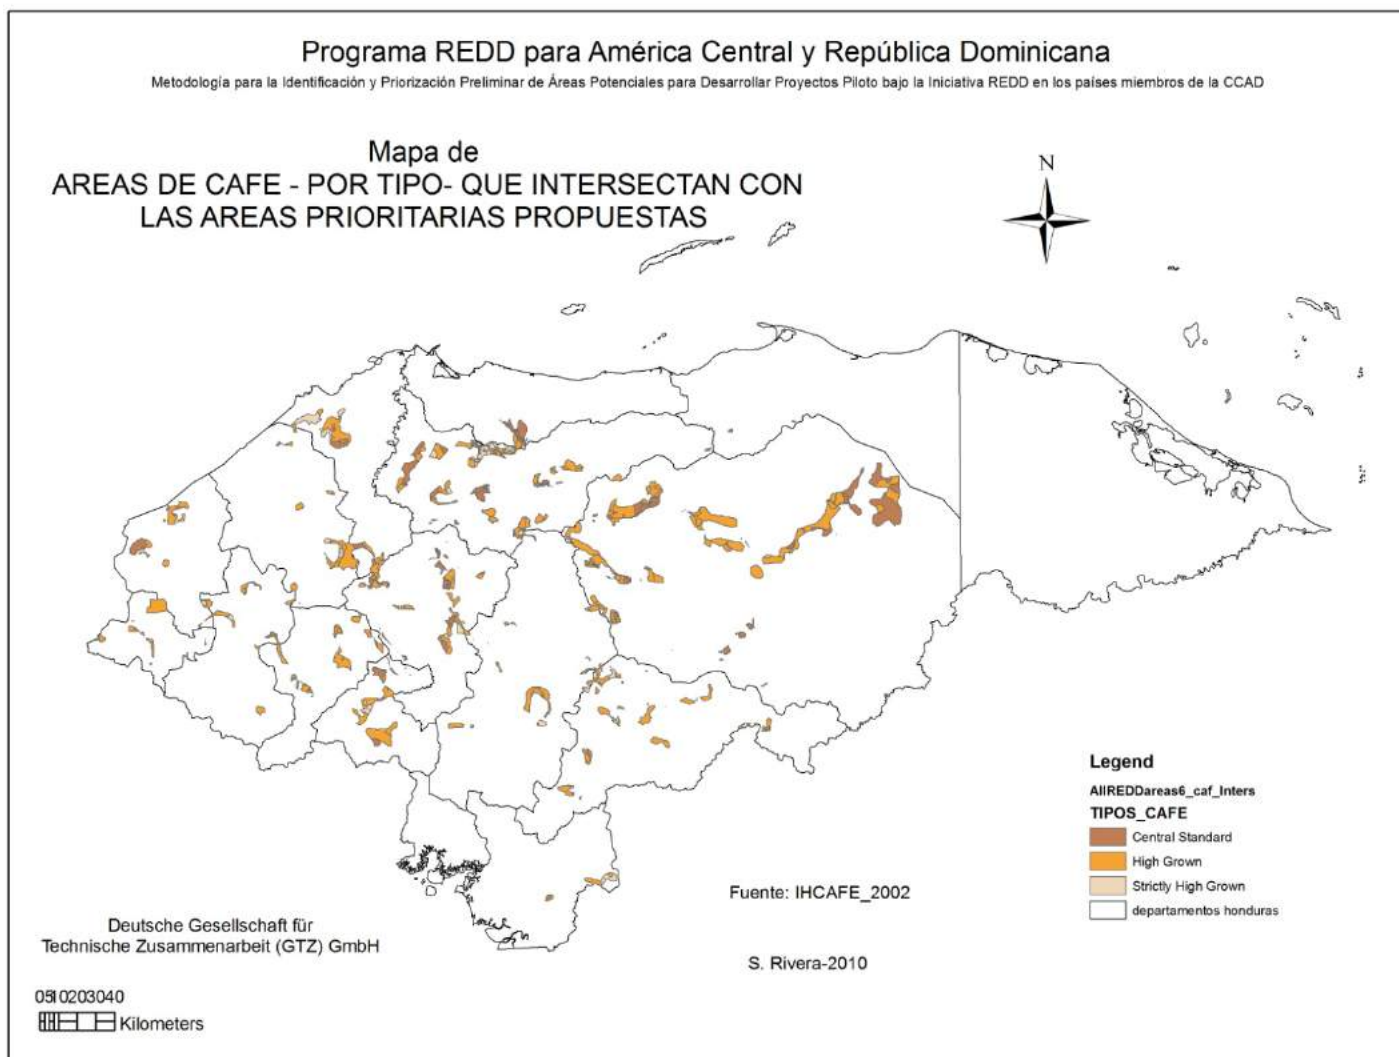 Programa REDD para América Central y República Dominicana
Metodología para la Identificación y Priorización Preliminar de Áreas Potenciales para Desarrollar Proyectos Piloto bajo la Iniciativa REDD en los países miembros de la CCAD
Mapa de
AREAS DE CAFE - POR TIPO- QUE INTERSECTAN CON
LAS AREAS PRIORITARIAS PROPUESTAS
N
Legend
AllREDDareas6_caf_Inters
TIPOS_CAFE
Central Standard
High Grown
Strictly High Grown
departamentos honduras
Fuente: IHCAFE_2002
S. Rivera-2010
Deutsche Gesellschaft für
Technische Zusammenarbeit (GTZ) GmbH
0510203040
Kilometers